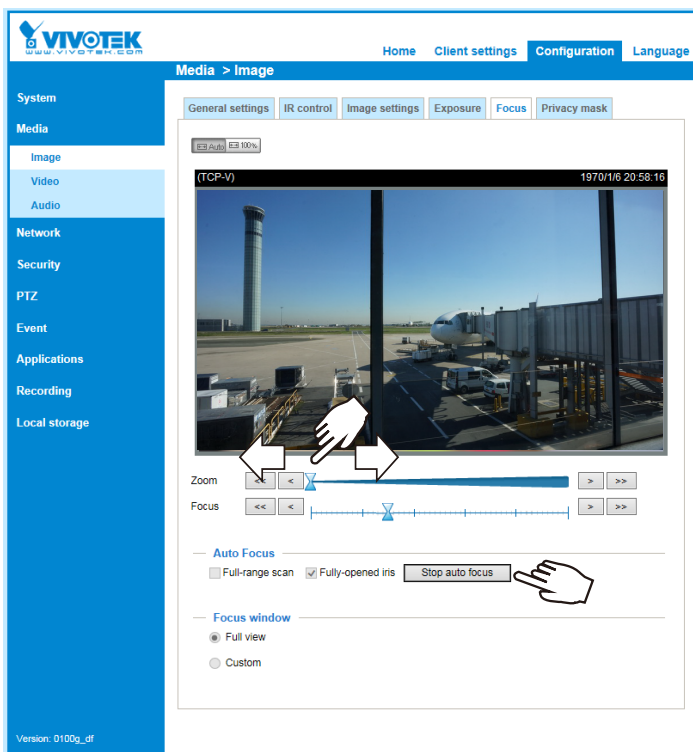 VIVOTEK
WWW.VIVOTEK.COM
Home Client settings Configuration Language
Media > Image
System
Media
Image
Video
Audio
Network
Security
PTZ
Event
Applications
Recording
Local storage
Version: 0100g_df
General settings IR control Image settings Exposure Focus Privacy mask
Auto 100%
(TCP-V) 1970/1/6 20:58:16
Zoom << < > >>
Focus << < > >>
Auto Focus
Full-range scan Fully-opened iris Stop auto focus
Focus window
Full view
Custom